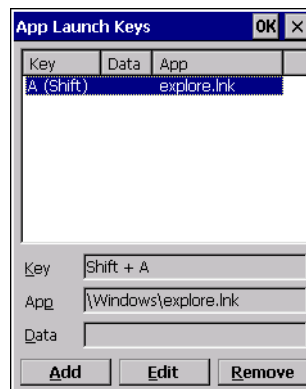 App Launch Keys OK ×
Key Data App
A (Shift) explore.lnk
Key Shift + A
App \Windows\explore.lnk
Data
Add Edit Remove